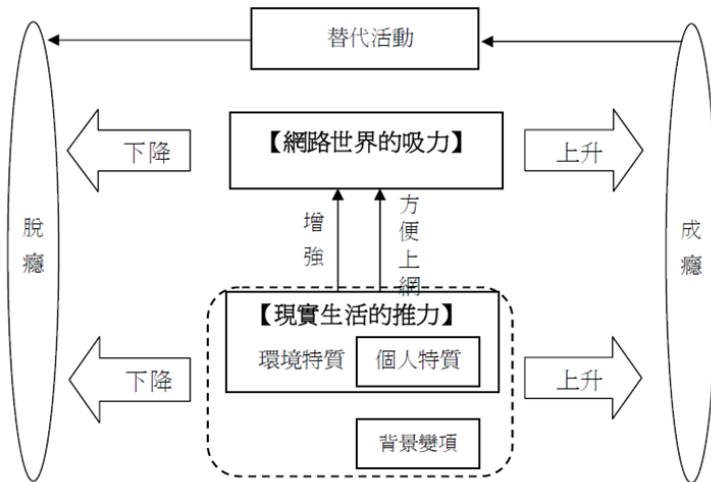 替代活動
【網路世界的吸力】
下降
上升
脫癮
成癮
增強
方便上網
【現實生活的推力】
環境特質
個人特質
下降
上升
背景變項